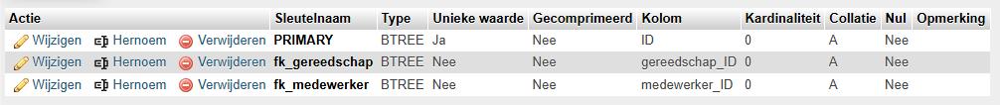 Actie Sleutelnaam Type Unieke waarde Gecomprimeerd Kolom Kardinaliteit Collatie Nul Opmerking
Wijzigen Hernoem Verwijderen PRIMARY BTREE Ja Nee ID 0 A Nee
Wijzigen Hernoem Verwijderen fk_gereedschap BTREE Nee Nee gereedschap_ID 0 A Nee
Wijzigen Hernoem Verwijderen fk_medewerker BTREE Nee Nee medewerker_ID 0 A Nee